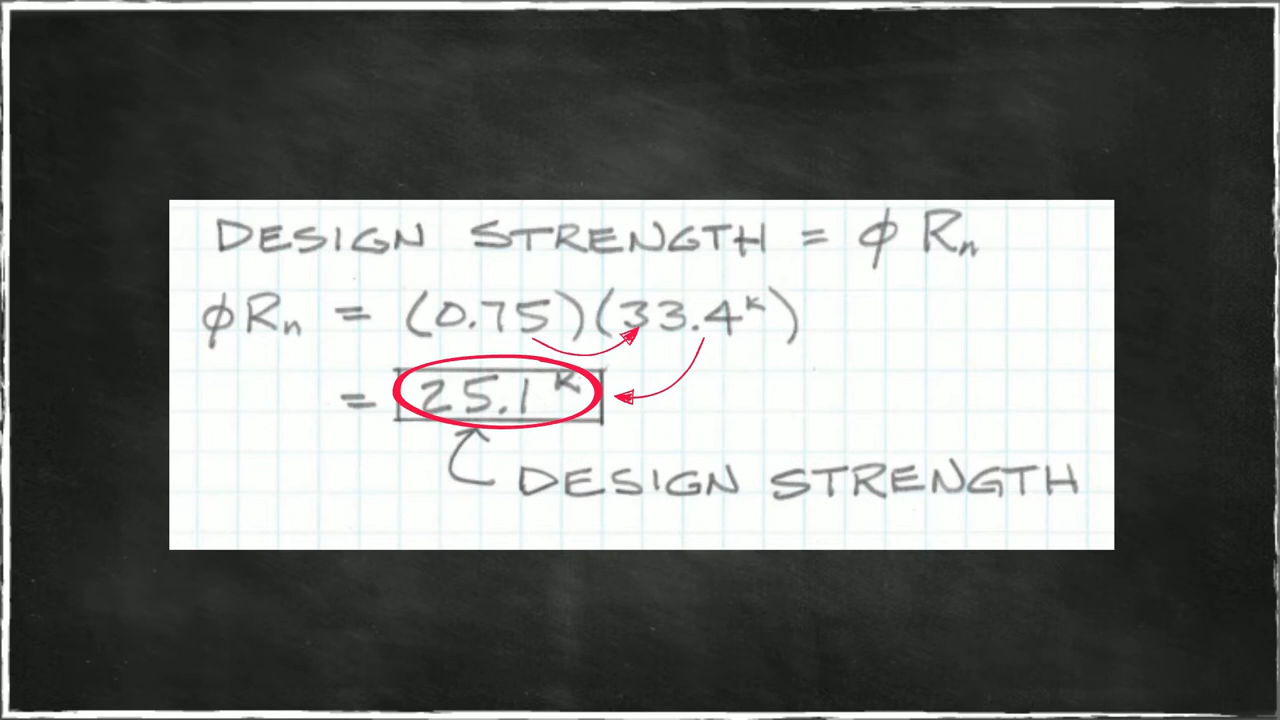 DESIGN STRENGTH = ϕ Rn
ϕRn = (0.75)(33.4ᵏ)
= 25.1ᵏ
DESIGN STRENGTH